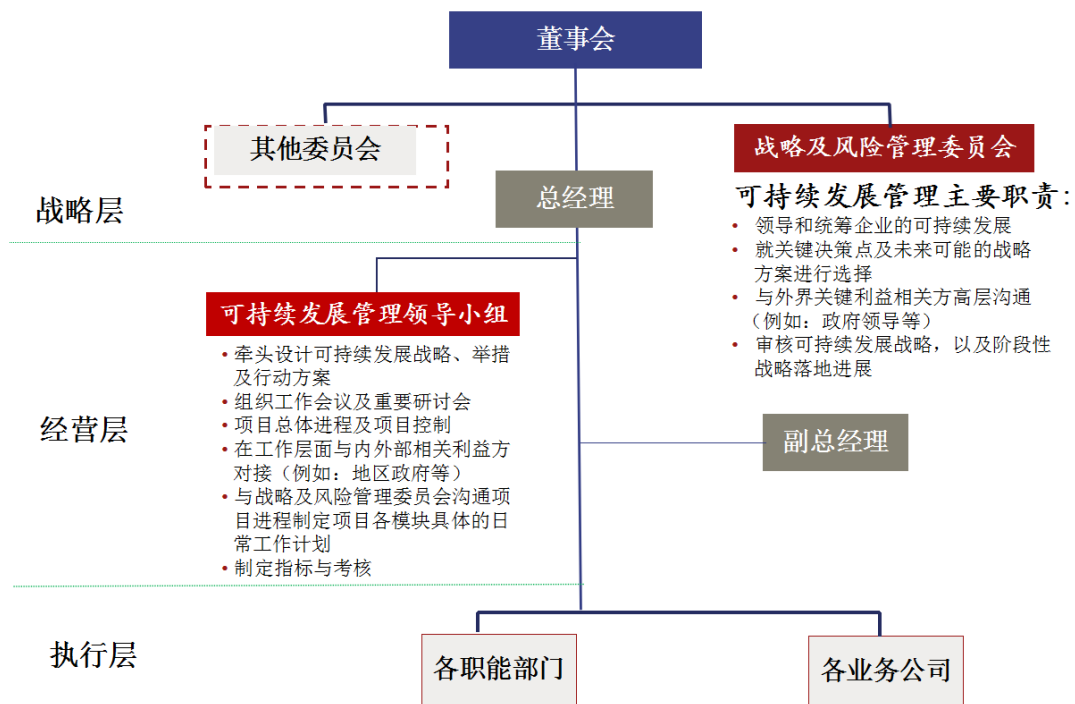 董事会
其他委员会
战略及风险管理委员会
战略层
总经理
可持续发展管理主要职责：
• 领导和统筹企业的可持续发展
• 就关键决策点及未来可能的战略
方案进行选择
• 与外界关键利益相关方高层沟通
（例如：政府领导等）
• 审核可持续发展战略，以及阶段性
战略落地进展
可持续发展管理领导小组
• 牵头设计可持续发展战略、举措
及行动方案
• 组织工作会议及重要研讨会
• 项目总体进程及项目控制
• 在工作层面与内外部相关利益方
对接（例如：地区政府等）
• 与战略及风险管理委员会沟通项
目进程制定项目各模块具体的日
常工作计划
• 制定指标与考核
经营层
副总经理
执行层
各职能部门
各业务公司